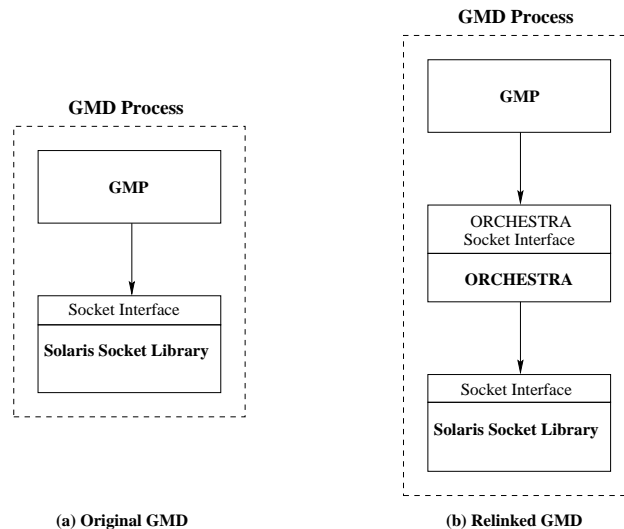 GMD Process
GMP
Socket Interface
Solaris Socket Library
(a) Original GMD
GMD Process
GMP
ORCHESTRA
Socket Interface
ORCHESTRA
Socket Interface
Solaris Socket Library
(b) Relinked GMD